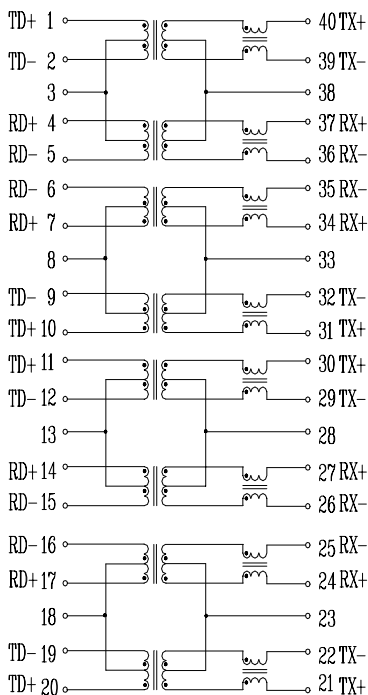 TD+ 1 40 TX+
TD- 2 39 TX-
3 38
RD+ 4 37 RX+
RD- 5 36 RX-
RD- 6 35 RX-
RD+ 7 34 RX+
8 33
TD- 9 32 TX-
TD+ 10 31 TX+
TD+ 11 30 TX+
TD- 12 29 TX-
13 28
RD+ 14 27 RX+
RD- 15 26 RX-
RD- 16 25 RX-
RD+ 17 24 RX+
18 23
TD- 19 22 TX-
TD+ 20 21 TX+